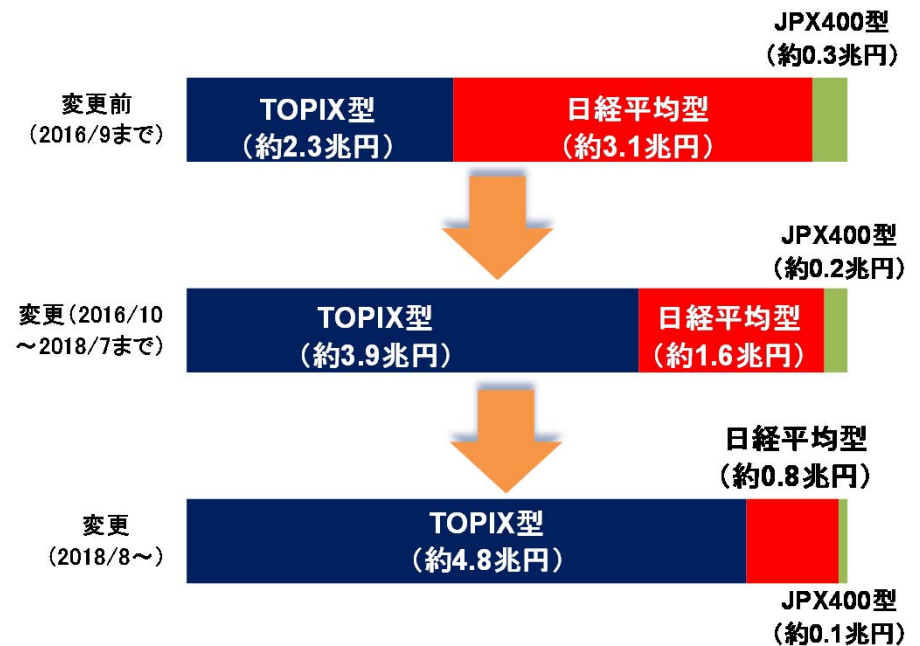 JPX400型
（約0.3兆円）
変更前
（2016/9まで）
TOPIX型
（約2.3兆円）
日経平均型
（約3.1兆円）
JPX400型
（約0.2兆円）
変更（2016/10
～2018/7まで）
TOPIX型
（約3.9兆円）
日経平均型
（約1.6兆円）
日経平均型
（約0.8兆円）
変更
（2018/8～）
TOPIX型
（約4.8兆円）
JPX400型
（約0.1兆円）